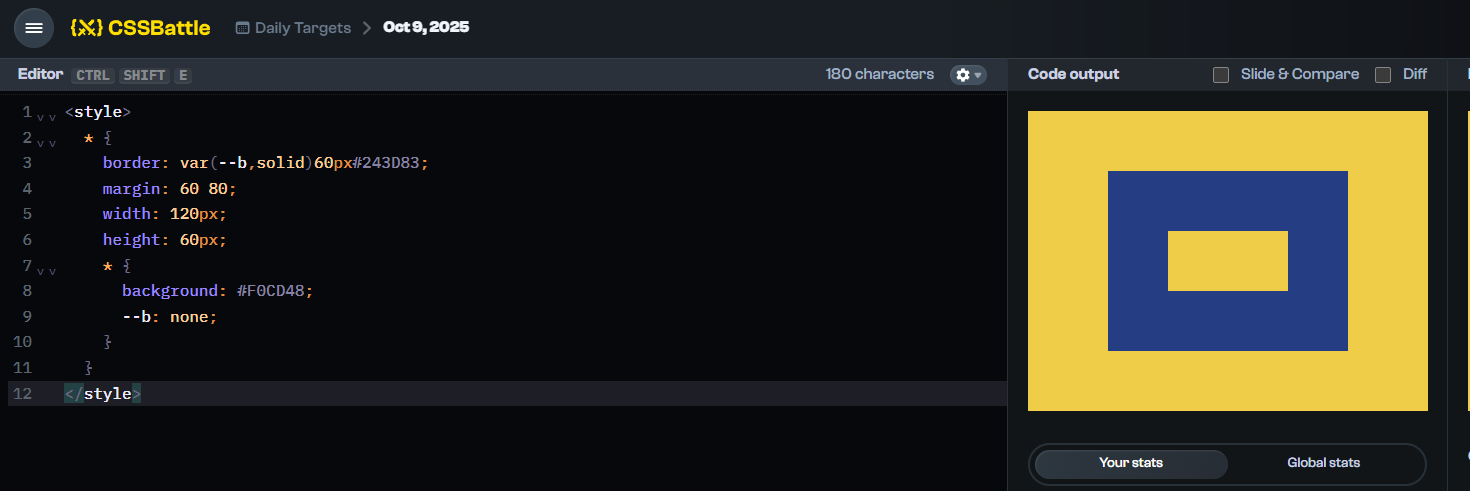 {X} CSSBattle Daily Targets > Oct 9, 2025
Editor CTRL SHIFT E 180 characters
Code output Slide & Compare Diff
1 <style>
2 * {
3 border: var(--b,solid)60px#243D83;
4 margin: 60 80;
5 width: 120px;
6 height: 60px;
7 * {
8 background: #F0CD48;
9 --b: none;
10 }
11 }
12 </style>
Your stats Global stats